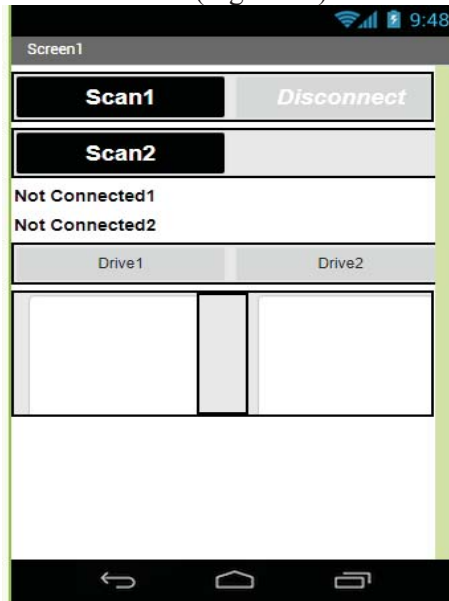 9:48
Screen1
Scan1 Disconnect
Scan2
Not Connected1
Not Connected2
Drive1 Drive2